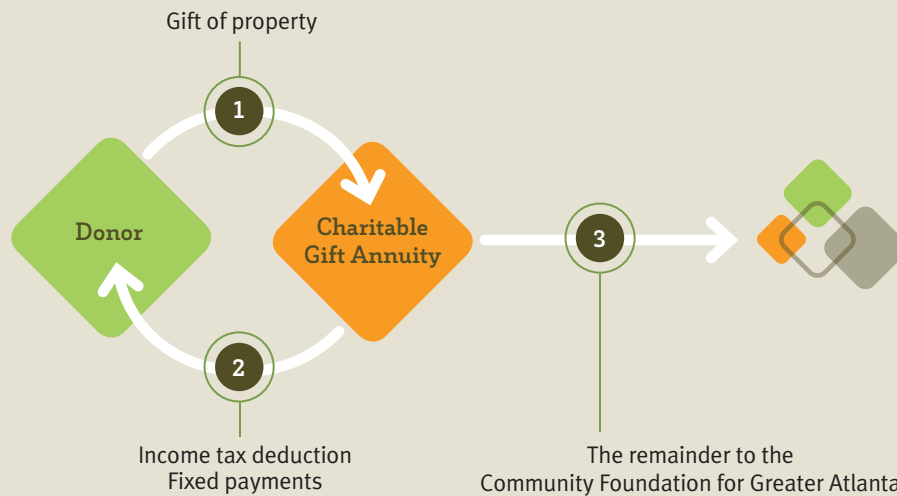 Gift of property
1
Donor
Charitable
Gift Annuity
3
2
Income tax deduction
Fixed payments
The remainder to the
Community Foundation for Greater Atlanta